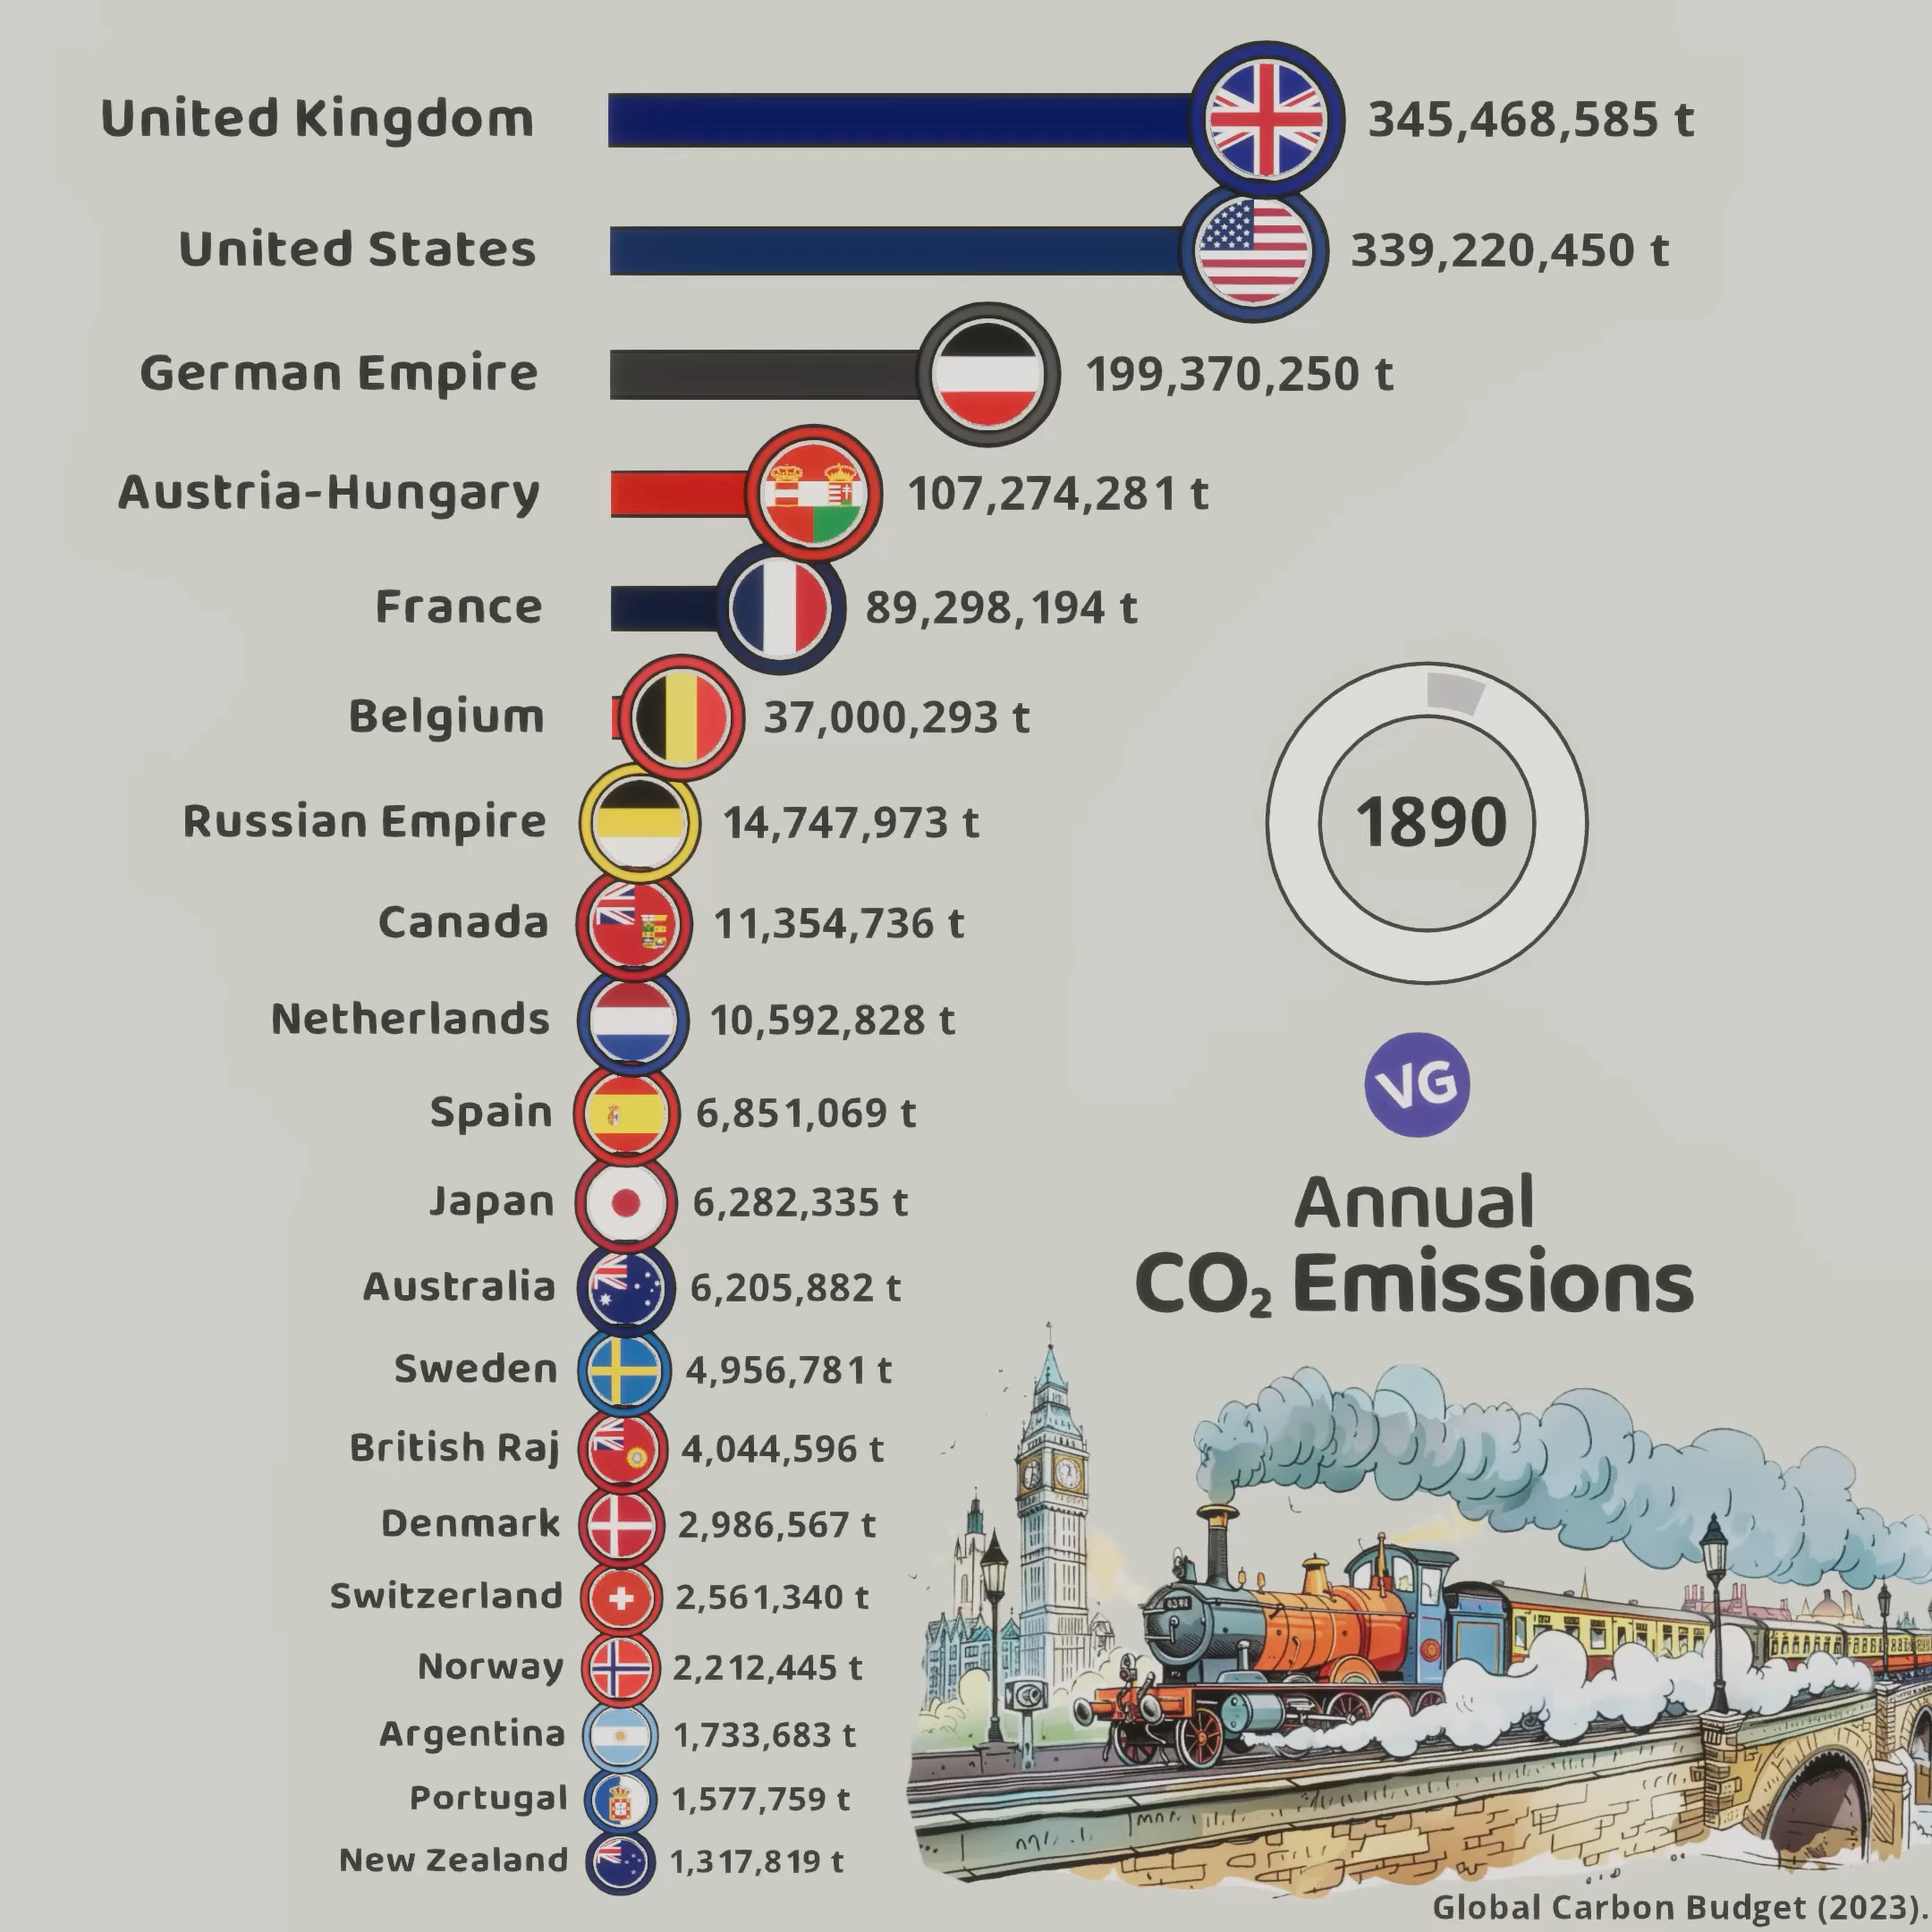 United Kingdom 345,468,585 t
United States 339,220,450 t
German Empire 199,370,250 t
Austria-Hungary 107,274,281 t
France 89,298,194 t
Belgium 37,000,293 t
Russian Empire 14,747,973 t
Canada 11,354,736 t
Netherlands 10,592,828 t
Spain 6,851,069 t
Japan 6,282,335 t
Australia 6,205,882 t
Sweden 4,956,781 t
British Raj 4,044,596 t
Denmark 2,986,567 t
Switzerland 2,561,340 t
Norway 2,212,445 t
Argentina 1,733,683 t
Portugal 1,577,759 t
New Zealand 1,317,819 t
1890
VG
Annual
CO₂ Emissions
Global Carbon Budget (2023).